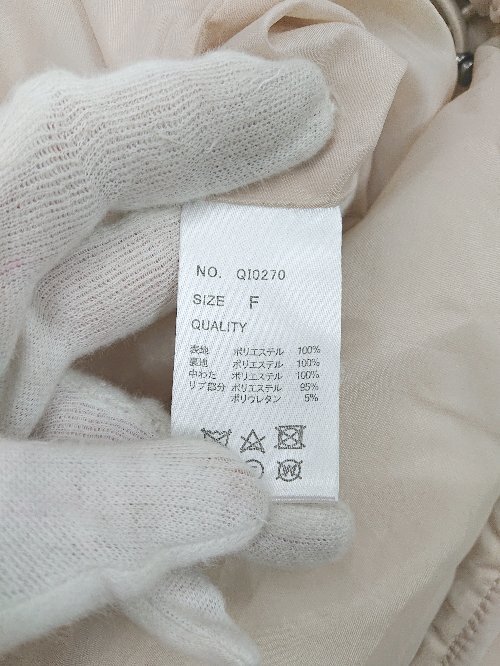 NO. QI0270
SIZE F
QUALITY
表地 ポリエステル 100%
裏地 ポリエステル 100%
中わた ポリエステル 100%
リブ部分 ポリエステル 95%
ポリウレタン 5%
W